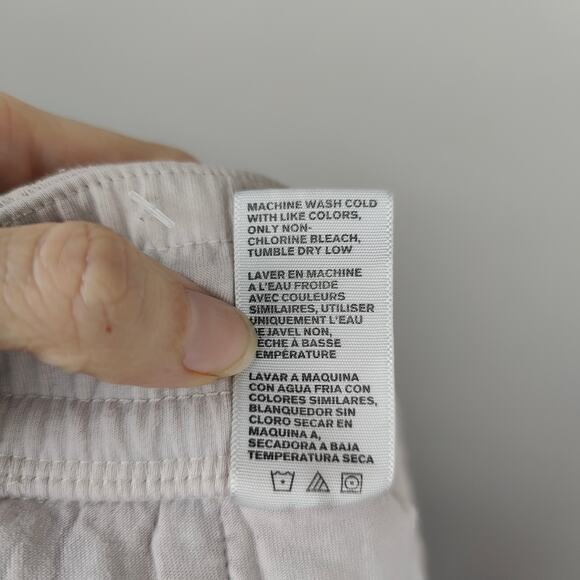 MACHINE WASH COLD
WITH LIKE COLORS,
ONLY NON-
CHLORINE BLEACH,
TUMBLE DRY LOW
LAVER EN MACHINE
A L'EAU FROIDE
AVEC COULEURS
SIMILAIRES, UTILISER
UNIQUEMENT L'EAU
DE JAVEL NON,
ECHE À BASSE
EMPÉRATURE
LAVAR A MAQUINA
CON AGUA FRIA CON
COLORES SIMILARES,
BLANQUEDOR SIN
CLORO SECAR EN
MAQUINA A,
SECADORA A BAJA
TEMPERATURA SECA